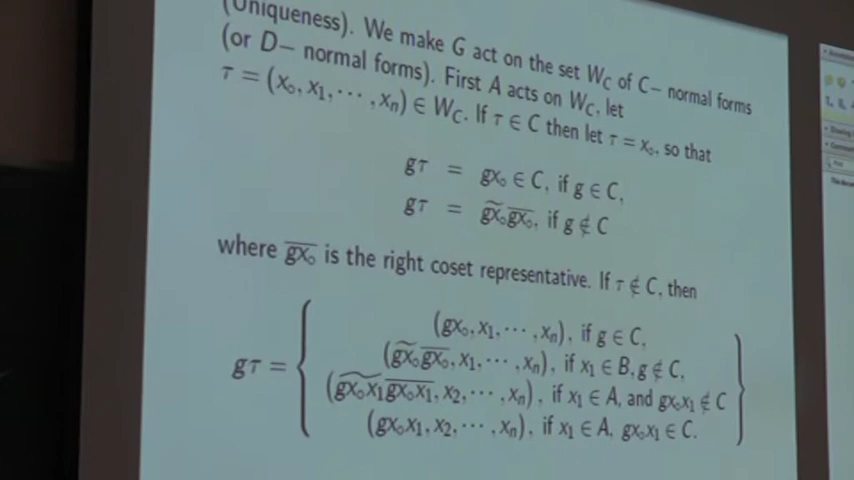 (Uniqueness). We make G act on the set W_C of C− normal forms
(or D− normal forms). First A acts on W_C, let
τ = (x₀, x₁, ⋯ , xₙ) ∈ W_C. If τ ∈ C then let τ = x₀, so that
gτ = gx₀ ∈ C, if g ∈ C,
gτ = \widetilde{gx₀}\overline{gx₀}, if g ∉ C
where \overline{gx₀} is the right coset representative. If τ ∉ C, then
gτ = { (gx₀, x₁, ⋯ , xₙ), if g ∈ C,
(\widetilde{gx₀}\overline{gx₀}, x₁, ⋯ , xₙ), if x₁ ∈ B, g ∉ C,
(\widetilde{gx₀x₁}\overline{gx₀x₁}, x₂, ⋯ , xₙ), if x₁ ∈ A, and gx₀x₁ ∉ C
(gx₀x₁, x₂, ⋯ , xₙ), if x₁ ∈ A, gx₀x₁ ∈ C. }